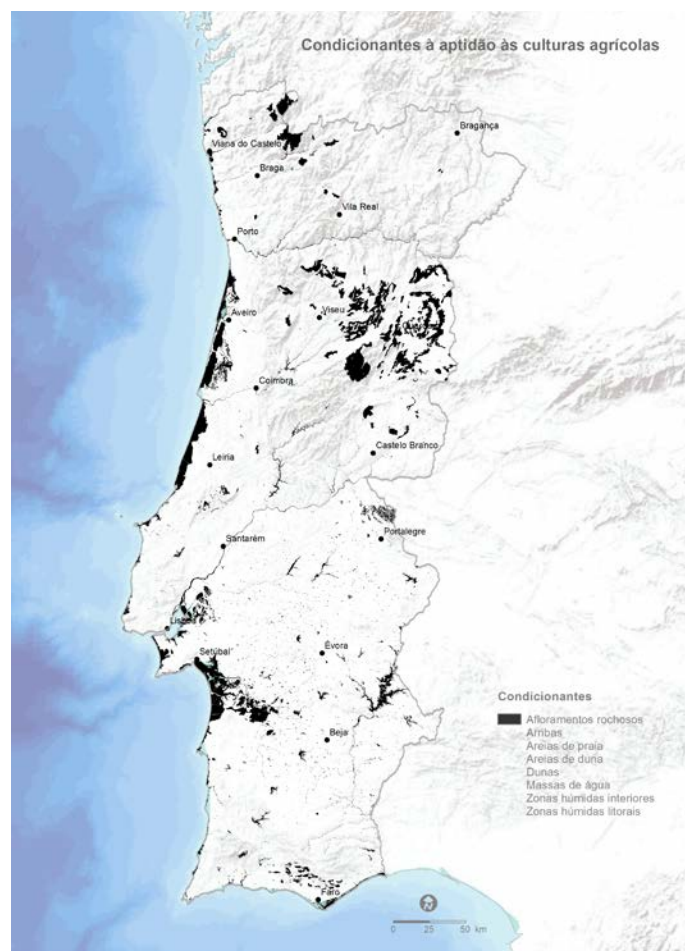 Condicionantes à aptidão às culturas agrícolas
Bragança
Viana do Castelo
Braga
Vila Real
Porto
Aveiro
Viseu
Coimbra
Castelo Branco
Leiria
Portalegre
Santarém
Lisboa
Évora
Setúbal
Condicionantes
Afloramentos rochosos
Arribas
Areias de praia
Areias de duna
Dunas
Massas de água
Zonas húmidas interiores
Zonas húmidas litorais
Beja
Faro
N
0 25 50 km